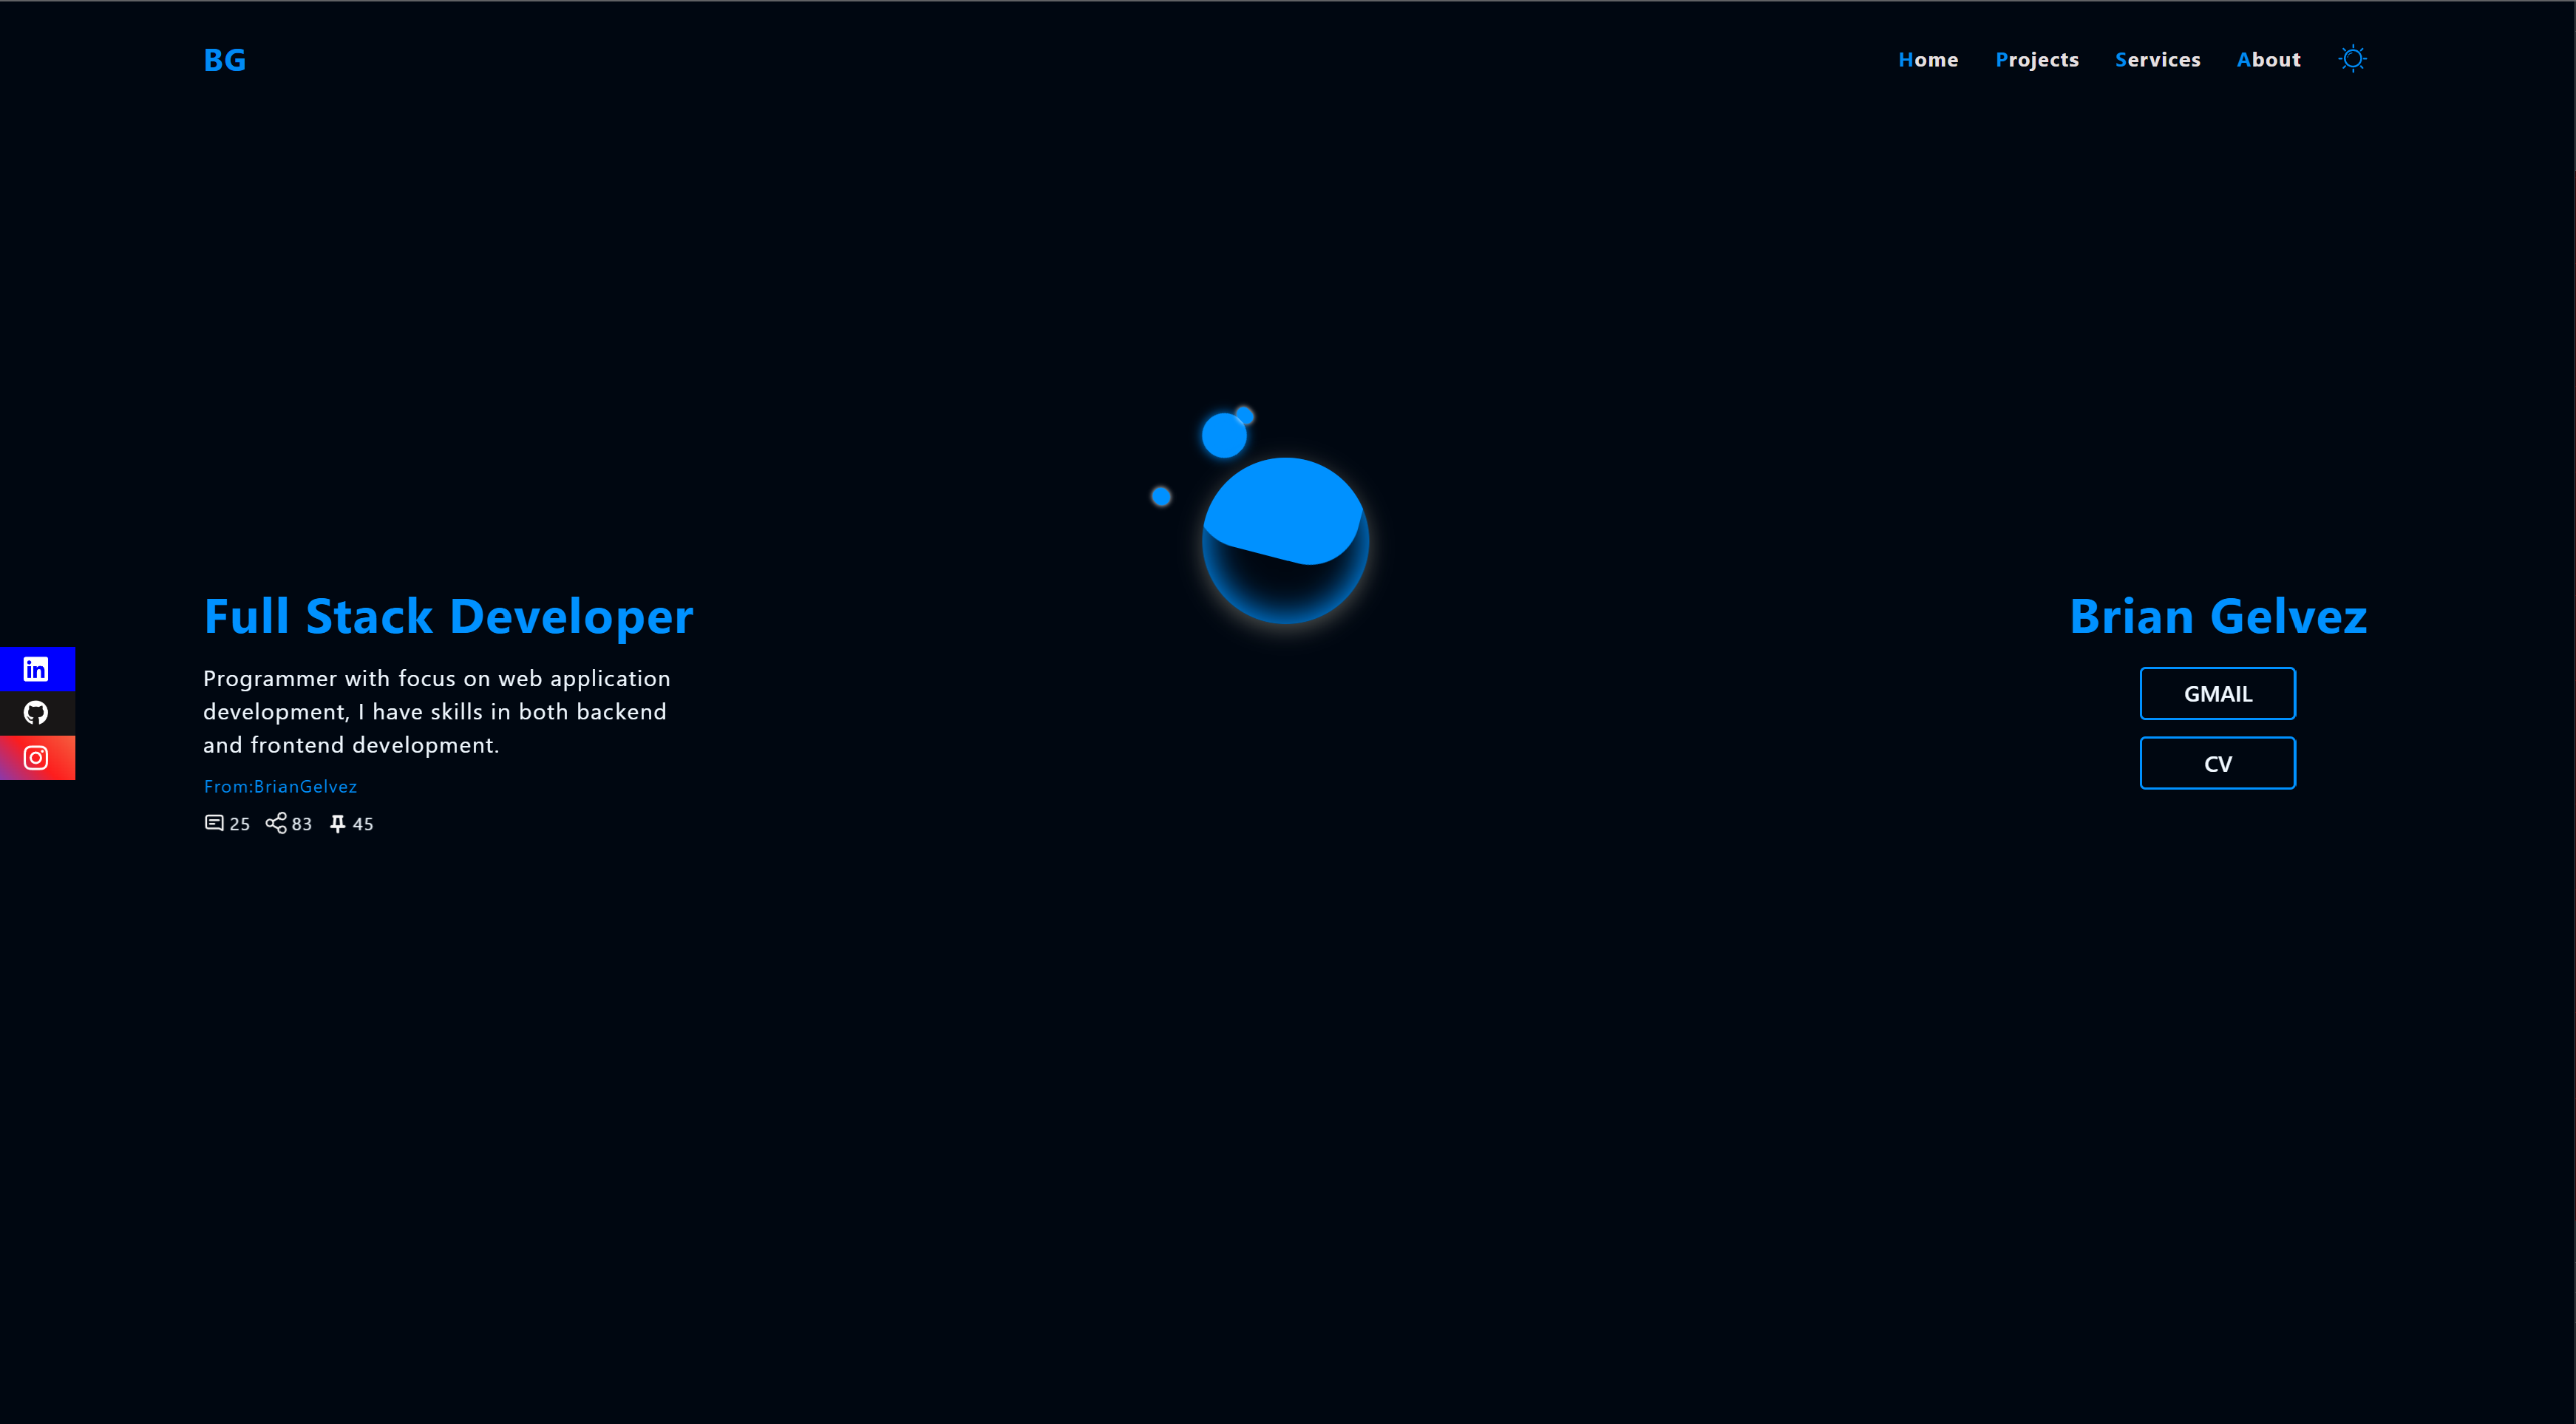 BG
Home Projects Services About
Full Stack Developer
Programmer with focus on web application
development, I have skills in both backend
and frontend development.
From:BrianGelvez
25 83 45
Brian Gelvez
GMAIL
CV
in